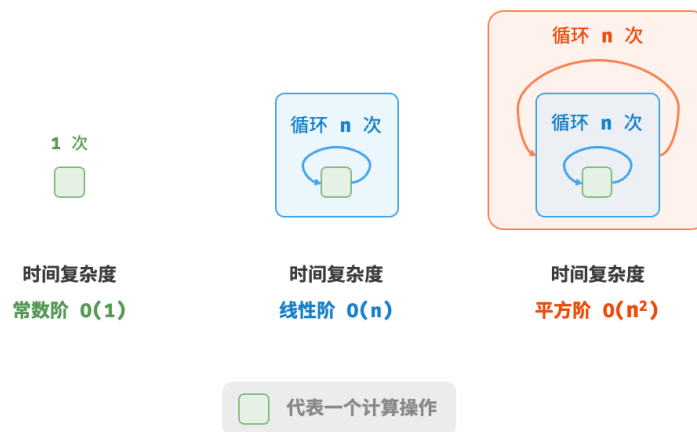 循环 n 次
循环 n 次
循环 n 次
1 次
时间复杂度
时间复杂度
时间复杂度
常数阶 O(1)
线性阶 O(n)
平方阶 O(n²)
代表一个计算操作